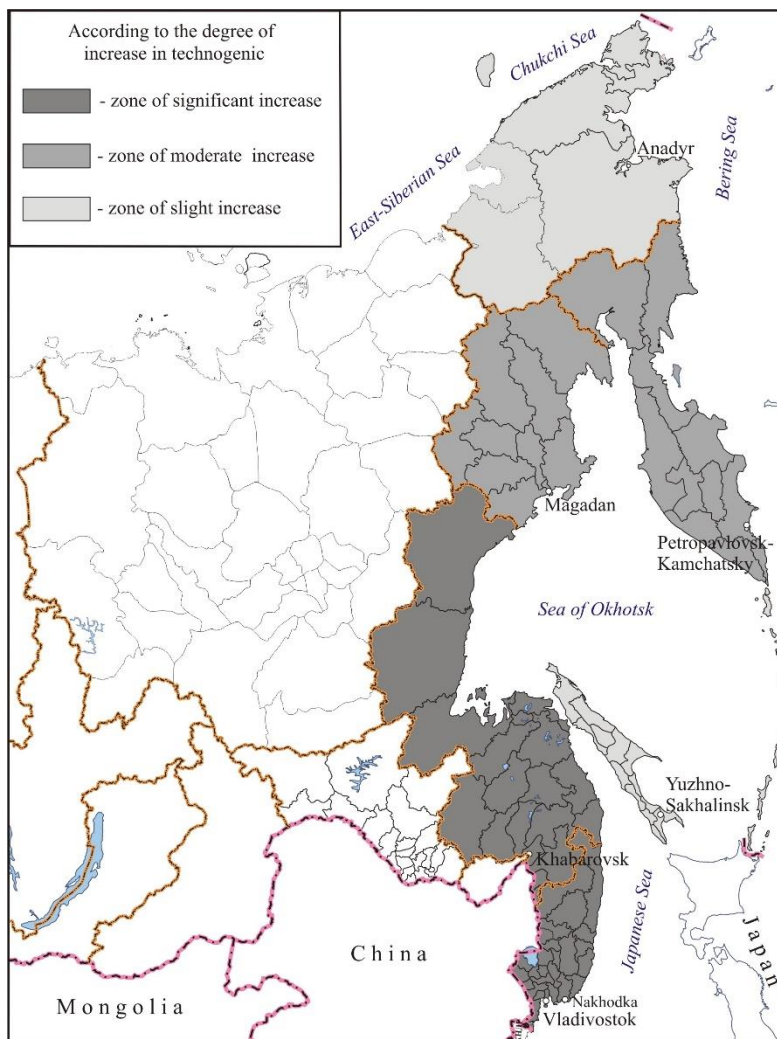 According to the degree of
increase in technogenic
- zone of significant increase
- zone of moderate increase
- zone of slight increase
Chukchi Sea
East-Siberian Sea
Anadyr
Bering Sea
Magadan
Petropavlovsk-
Kamchatsky
Sea of Okhotsk
Yuzhno-
Sakhalinsk
Khabarovsk
Japanese Sea
Japan
China
Mongolia
Nakhodka
Vladivostok